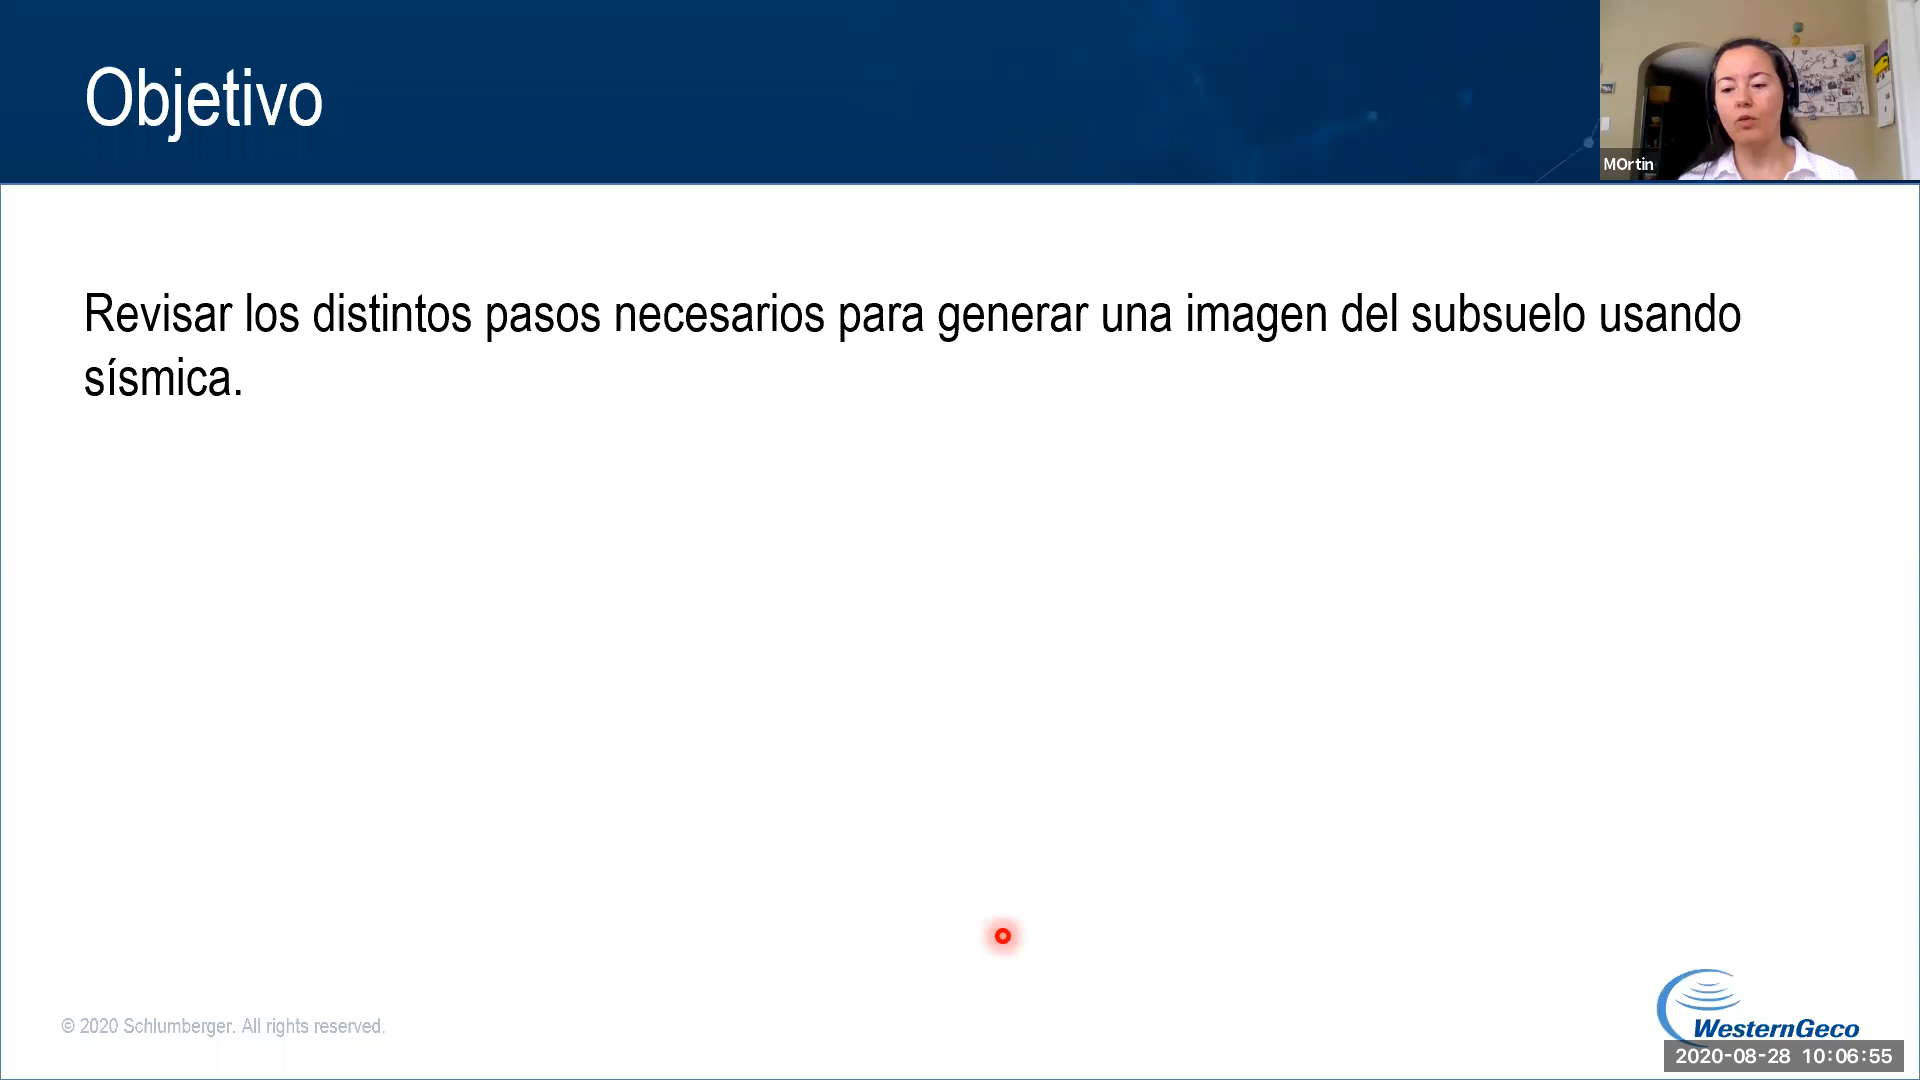 Objetivo
MOrtin
Revisar los distintos pasos necesarios para generar una imagen del subsuelo usando
sísmica.
© 2020 Schlumberger. All rights reserved.
WesternGeco
2020-08-28 10:06:55